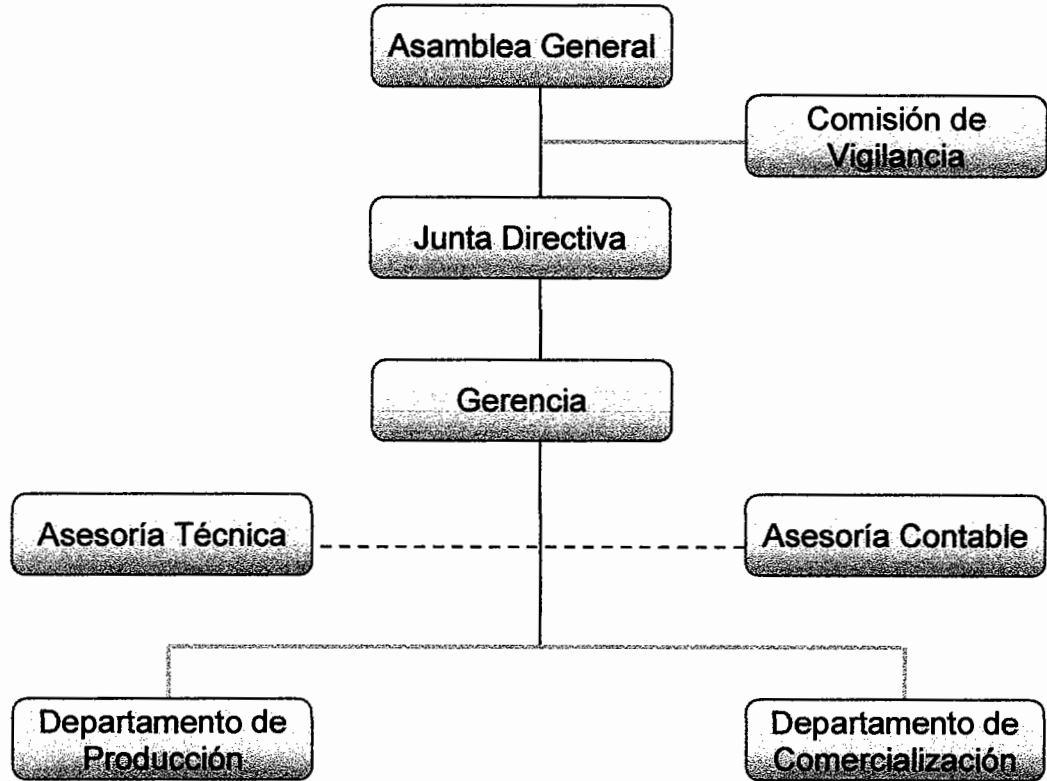 Asamblea General
Comisión de
Vigilancia
Junta Directiva
Gerencia
Asesoría Técnica
Asesoría Contable
Departamento de
Producción
Departamento de
Comercialización